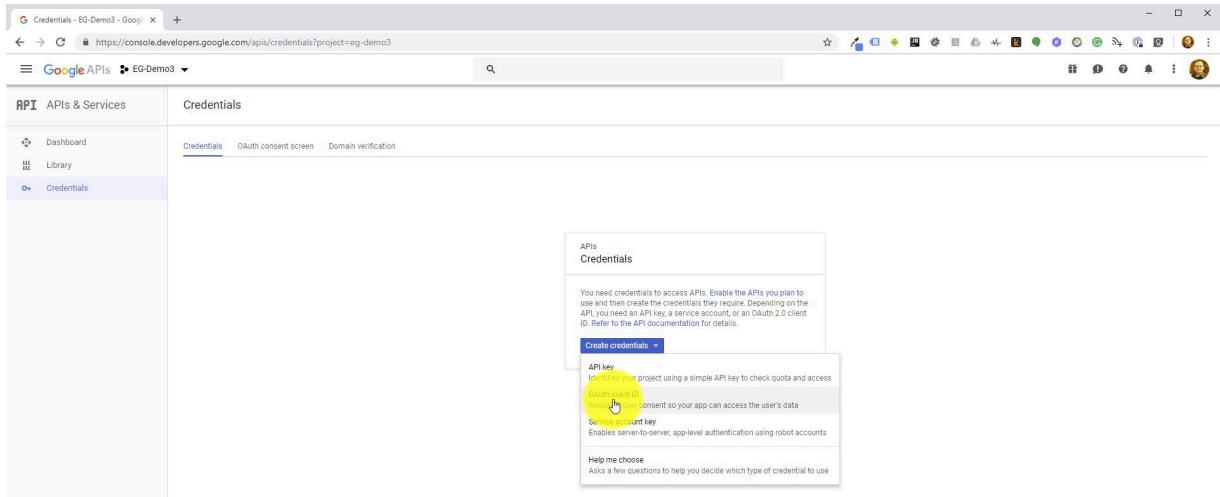 Credentials - EG-Demo3 - Googl
https://console.developers.google.com/apis/credentials?project=eg-demo3
Google APIs EG-Demo3
API APIs & Services
Credentials
Dashboard
Library
Credentials
Credentials OAuth consent screen Domain verification
APIs
Credentials
You need credentials to access APIs. Enable the APIs you plan to
use and then create the credentials they require. Depending on the
API, you need an API key, a service account, or an OAuth 2.0 client
ID. Refer to the API documentation for details.
Create credentials
API key
Identifies your project using a simple API key to check quota and access
OAuth client ID
consent so your app can access the user's data
Service account key
Enables server-to-server, app-level authentication using robot accounts
Help me choose
Asks a few questions to help you decide which type of credential to use